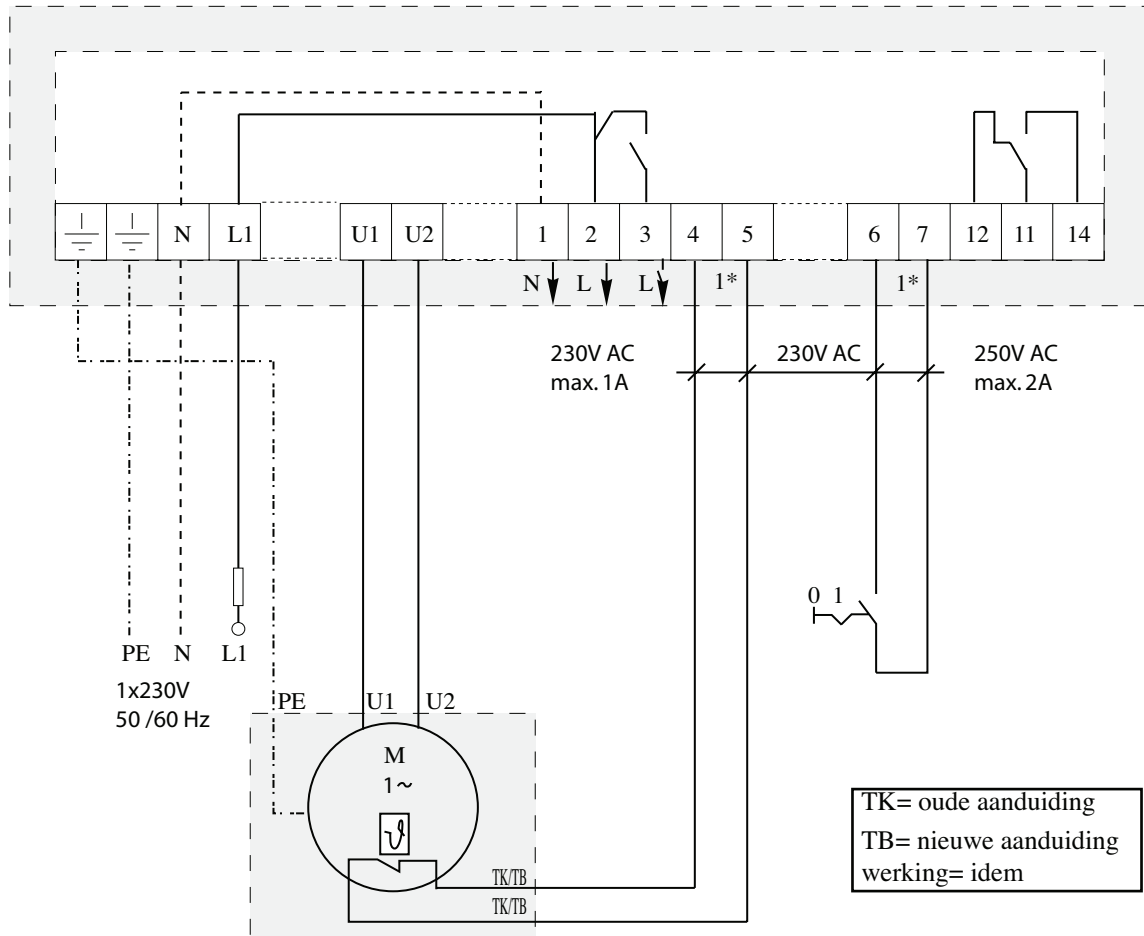 N L1 U1 U2 1 2 3 4 5 6 7 12 11 14
N L L 1* 1*
230V AC
max. 1A
230V AC
250V AC
max. 2A
0 1
PE N L1
1x230V
50 /60 Hz
PE U1 U2
M
1~
ϑ
TK/TB
TK/TB
TK= oude aanduiding
TB= nieuwe aanduiding
werking= idem